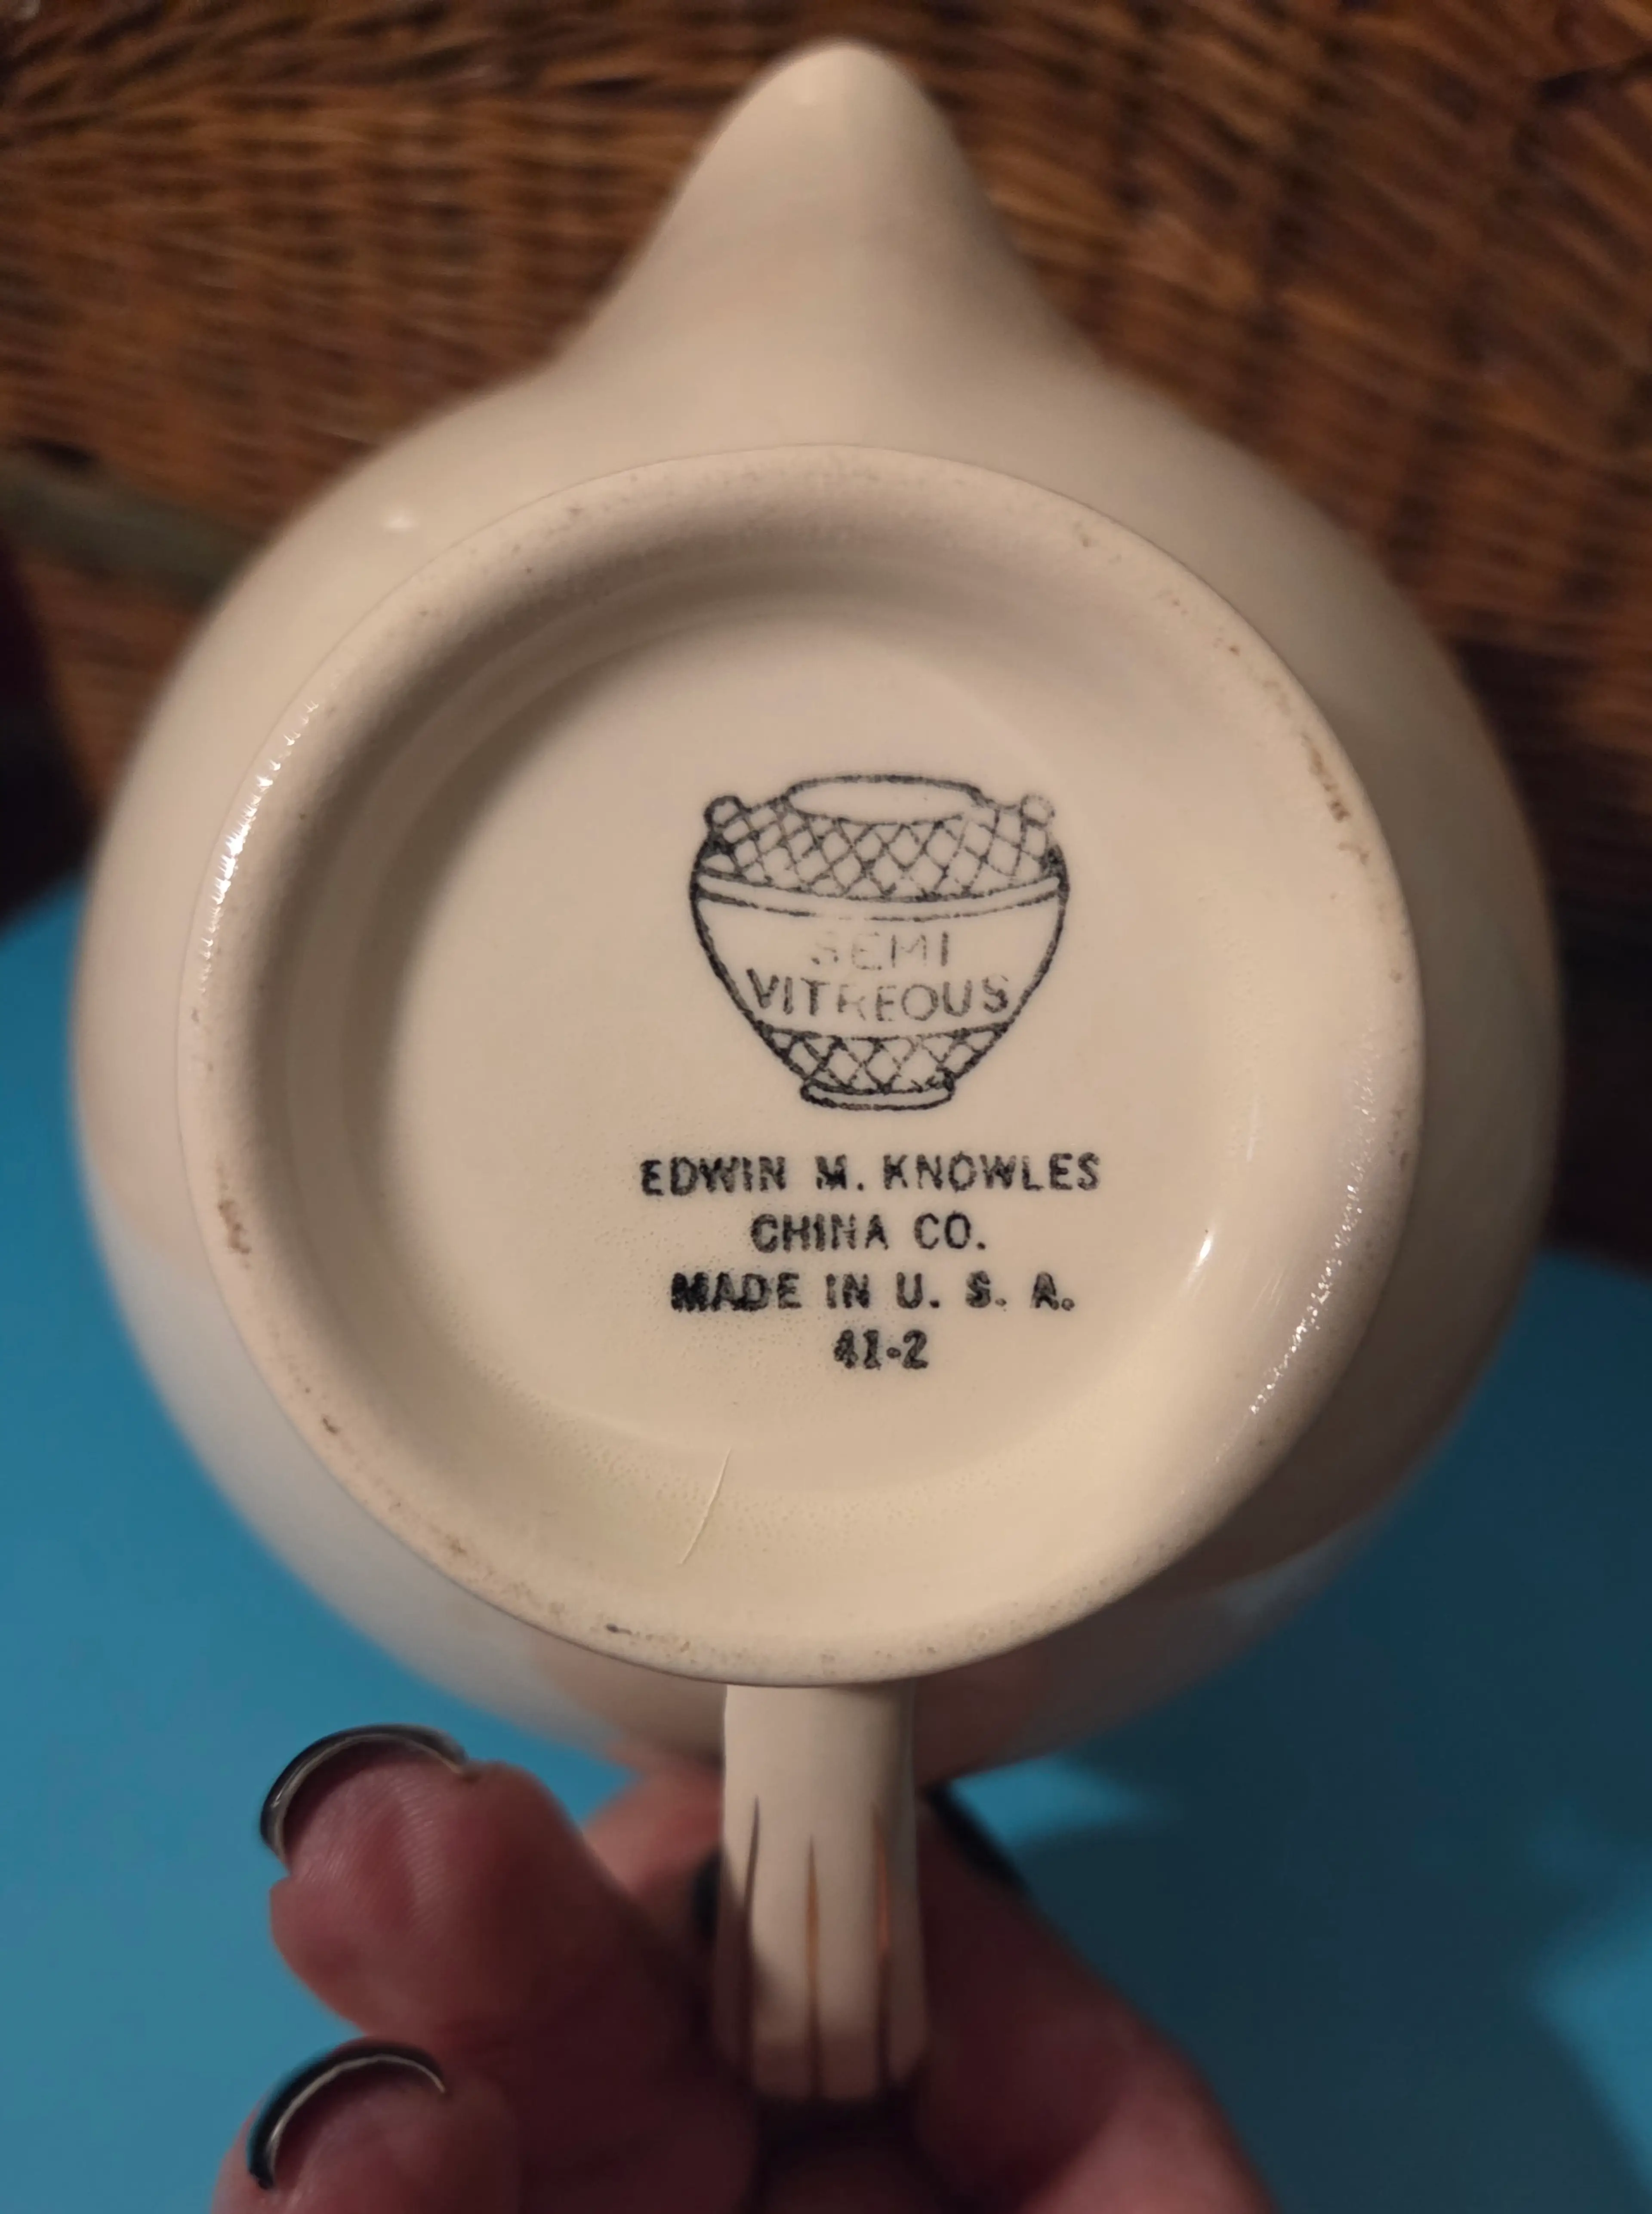 SEMI
VITREOUS
EDWIN M. KNOWLES
CHINA CO.
MADE IN U. S. A.
41-2